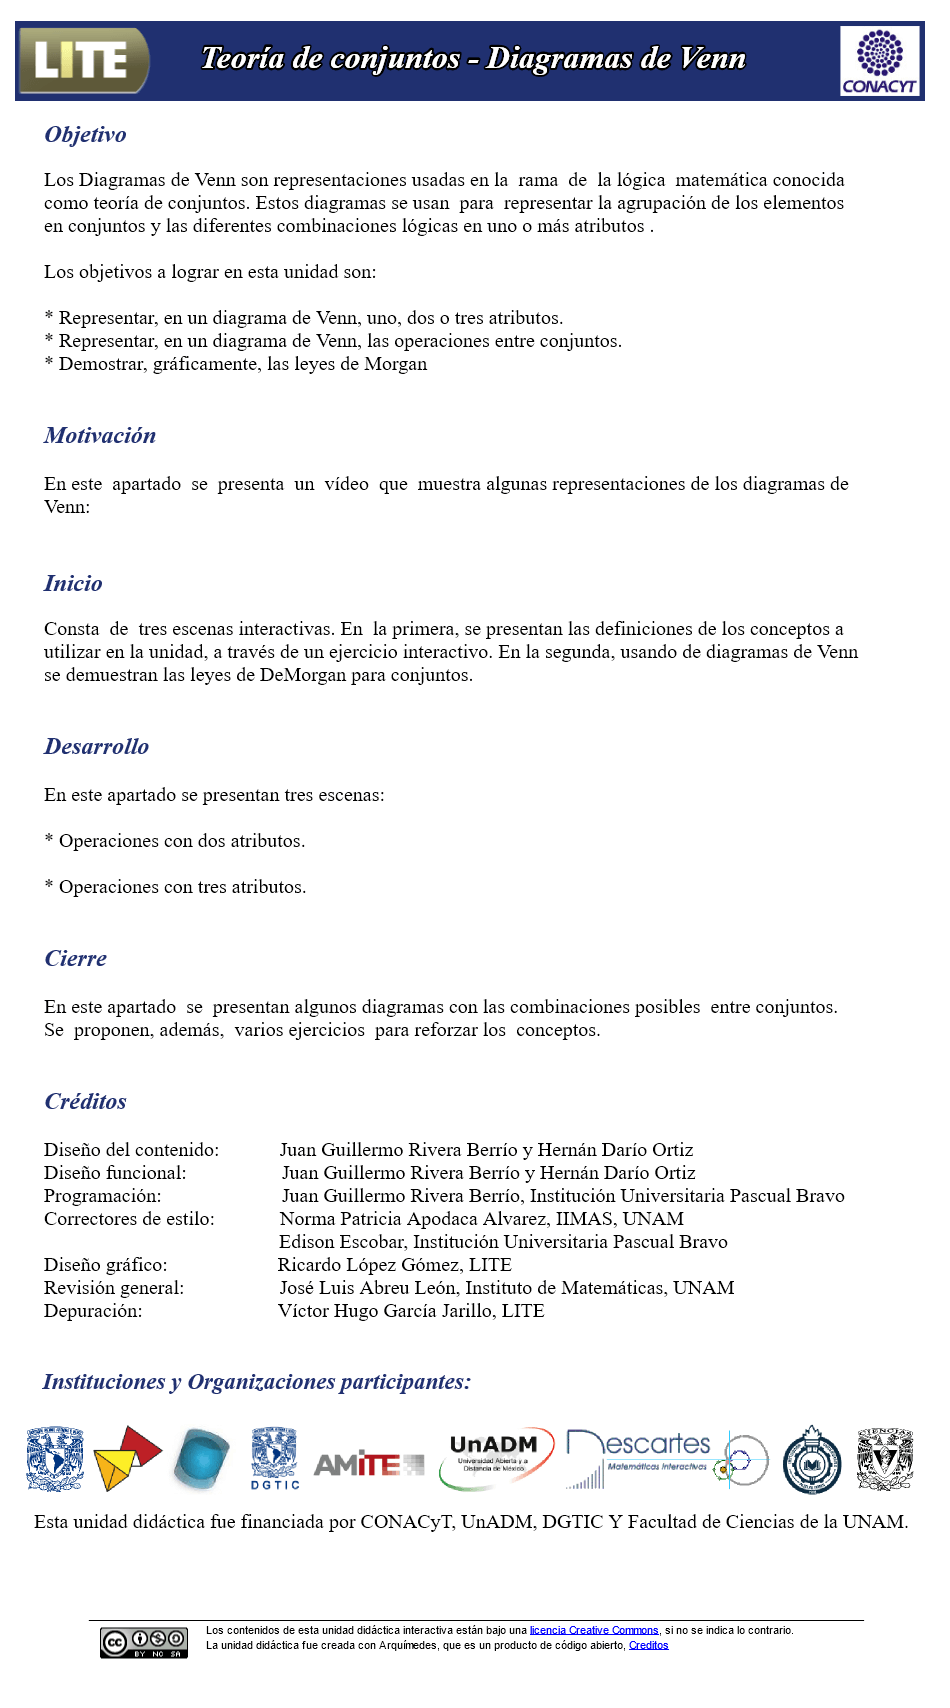 LITE
Teoría de conjuntos - Diagramas de Venn
CONACYT
Objetivo
Los Diagramas de Venn son representaciones usadas en la rama de la lógica matemática conocida
como teoría de conjuntos. Estos diagramas se usan para representar la agrupación de los elementos
en conjuntos y las diferentes combinaciones lógicas en uno o más atributos .
Los objetivos a lograr en esta unidad son:
* Representar, en un diagrama de Venn, uno, dos o tres atributos.
* Representar, en un diagrama de Venn, las operaciones entre conjuntos.
* Demostrar, gráficamente, las leyes de Morgan
Motivación
En este apartado se presenta un vídeo que muestra algunas representaciones de los diagramas de
Venn:
Inicio
Consta de tres escenas interactivas. En la primera, se presentan las definiciones de los conceptos a
utilizar en la unidad, a través de un ejercicio interactivo. En la segunda, usando de diagramas de Venn
se demuestran las leyes de DeMorgan para conjuntos.
Desarrollo
En este apartado se presentan tres escenas:
* Operaciones con dos atributos.
* Operaciones con tres atributos.
Cierre
En este apartado se presentan algunos diagramas con las combinaciones posibles entre conjuntos.
Se proponen, además, varios ejercicios para reforzar los conceptos.
Créditos
Diseño del contenido: Juan Guillermo Rivera Berrío y Hernán Darío Ortiz
Diseño funcional: Juan Guillermo Rivera Berrío y Hernán Darío Ortiz
Programación: Juan Guillermo Rivera Berrío, Institución Universitaria Pascual Bravo
Correctores de estilo: Norma Patricia Apodaca Alvarez, IIMAS, UNAM
Edison Escobar, Institución Universitaria Pascual Bravo
Diseño gráfico: Ricardo López Gómez, LITE
Revisión general: José Luis Abreu León, Instituto de Matemáticas, UNAM
Depuración: Víctor Hugo García Jarillo, LITE
Instituciones y Organizaciones participantes:
DGTIC
AMiTE
UnADM
Universidad Abierta y a
Distancia de México
Descartes
Matemáticas Interactivas
CIENCIAS
Esta unidad didáctica fue financiada por CONACyT, UnADM, DGTIC Y Facultad de Ciencias de la UNAM.
Los contenidos de esta unidad didáctica interactiva están bajo una licencia Creative Commons, si no se indica lo contrario.
La unidad didáctica fue creada con Arquímedes, que es un producto de código abierto, Creditos
cc
BY NC SA